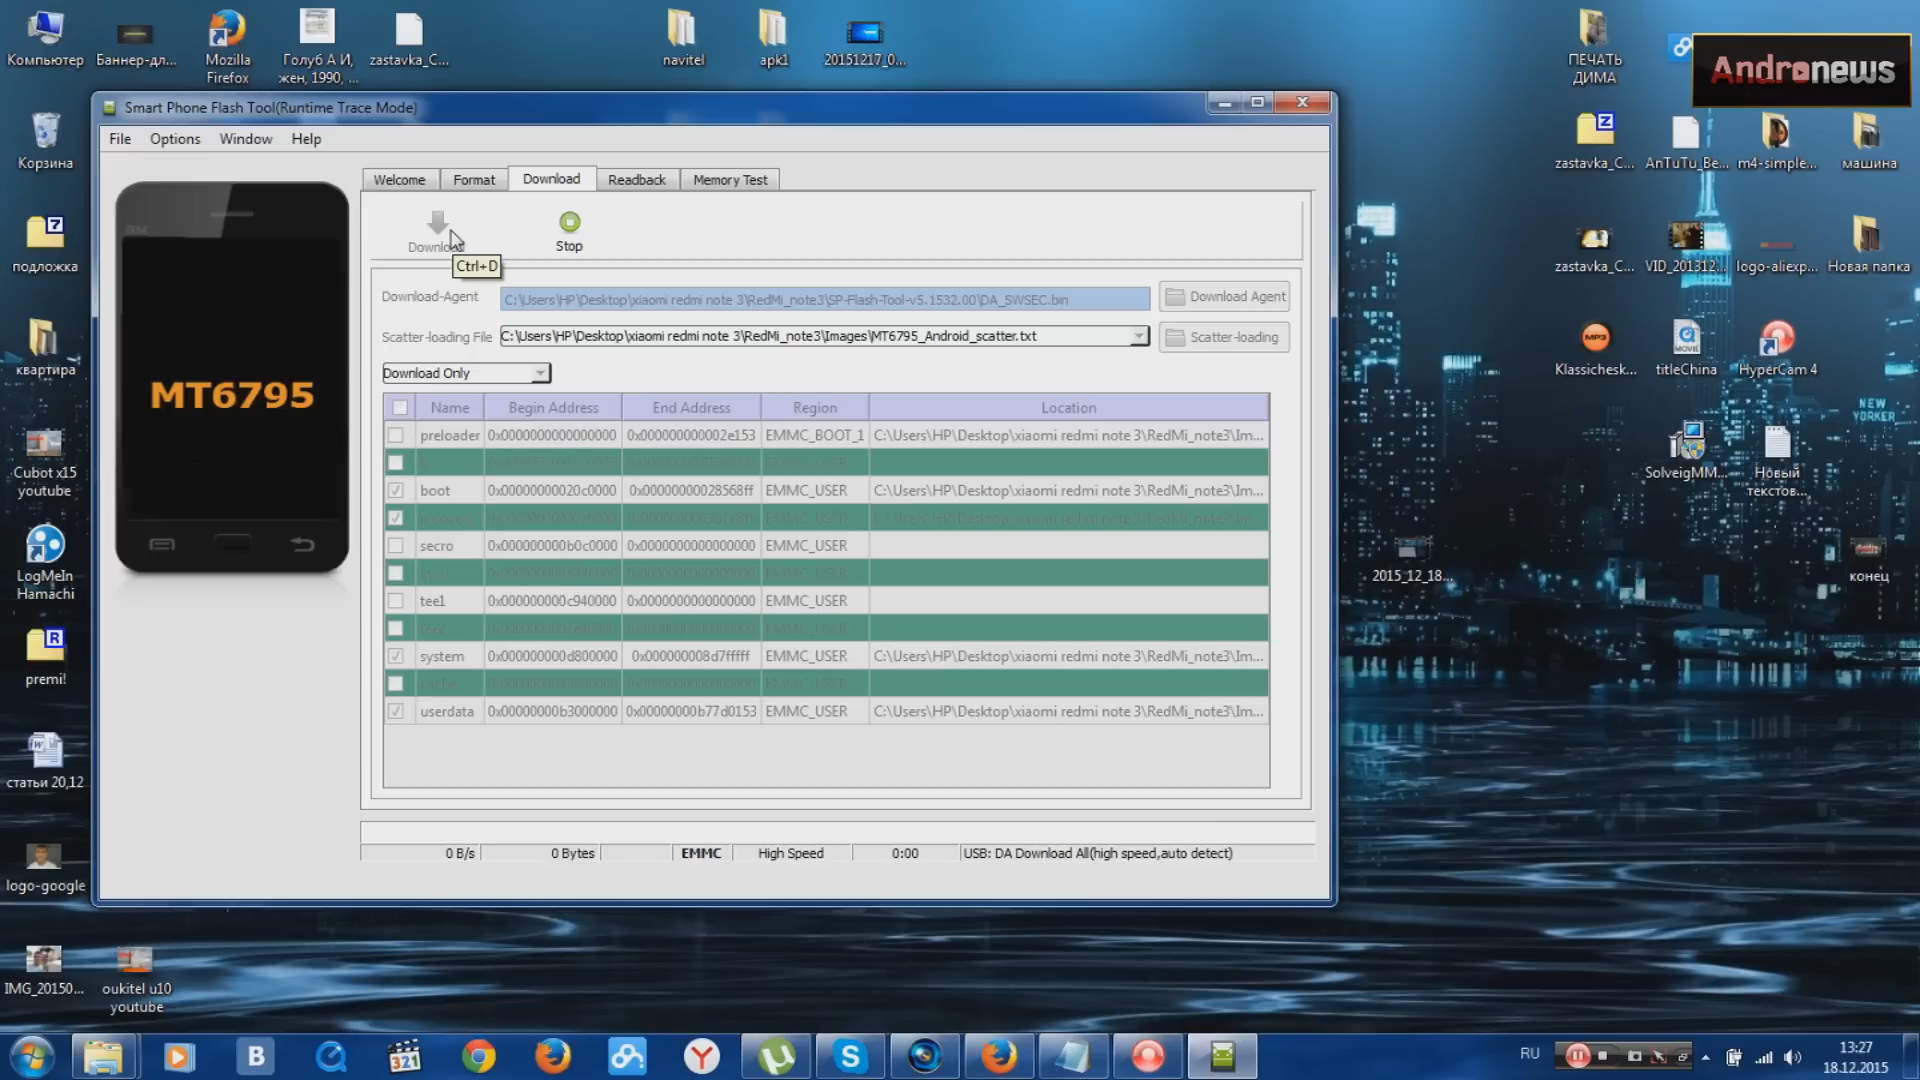 Компьютер
Баннер-дл...
Mozilla
Firefox
Голуб А И,
жен, 1990, ...
zastavka_C...
navitel
apk1
20151217_0...
ПЕЧАТЬ
ДИМА
Andronews
Корзина
подложка
квартира
Cubot x15
youtube
LogMeIn
Hamachi
premi!
статьи 20,12
logo-google
IMG_20150...
oukitel u10
youtube
Smart Phone Flash Tool(Runtime Trace Mode)
File Options Window Help
MT6795
Welcome Format Download Readback Memory Test
Download Stop
Ctrl+D
Download-Agent C:\Users\HP\Desktop\xiaomi redmi note 3\RedMi_note3\SP-Flash-Tool-v5.1532.00\DA_SWSEC.bin Download Agent
Scatter-loading File C:\Users\HP\Desktop\xiaomi redmi note 3\RedMi_note3\Images\MT6795_Android_scatter.txt Scatter-loading
Download Only
Name Begin Address End Address Region Location
preloader 0x0000000000000000 0x000000000002e153 EMMC_BOOT_1 C:\Users\HP\Desktop\xiaomi redmi note 3\RedMi_note3\Im...
boot 0x00000000020c0000 0x00000000028568ff EMMC_USER C:\Users\HP\Desktop\xiaomi redmi note 3\RedMi_note3\Im...
secro 0x000000000b0c0000 0x0000000000000000 EMMC_USER
tee1 0x000000000c940000 0x0000000000000000 EMMC_USER
system 0x000000000d800000 0x000000008d7fffff EMMC_USER C:\Users\HP\Desktop\xiaomi redmi note 3\RedMi_note3\Im...
userdata 0x00000000b3000000 0x00000000b77d0153 EMMC_USER C:\Users\HP\Desktop\xiaomi redmi note 3\RedMi_note3\Im...
0 B/s 0 Bytes EMMC High Speed 0:00 USB: DA Download All(high speed,auto detect)
zastavka_C...
AnTuTu_Be...
m4-simple...
машина
zastavka_C...
VID_201312...
logo-aliexp...
Новая папка
MP3
Klassichesk...
MOVIE
titleChina
HyperCam 4
NEW
YORKER
SolveigMM...
Новый
текстов...
2015_12_18...
конец
321
RU
13:27
18.12.2015